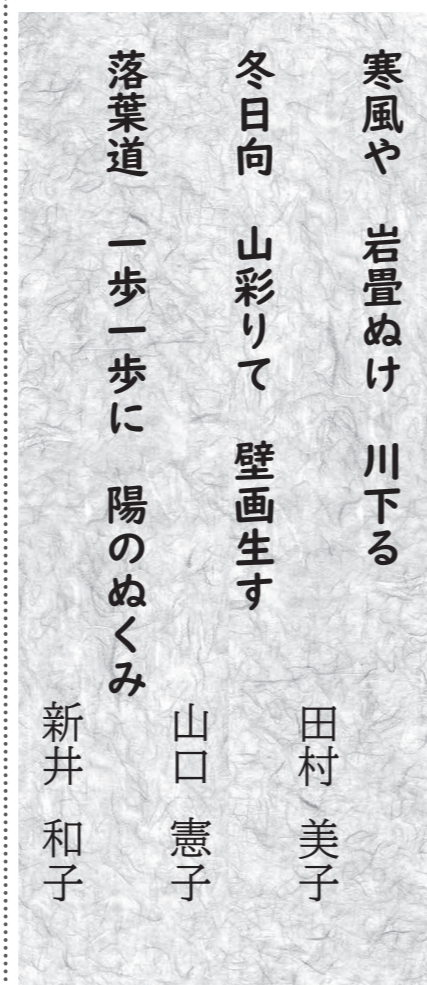 寒風や　岩畳ぬけ　川下る
田村　美子
冬日向　山彩りて　壁画生す
山口　憲子
落葉道　一歩一歩に　陽のぬくみ
新井　和子